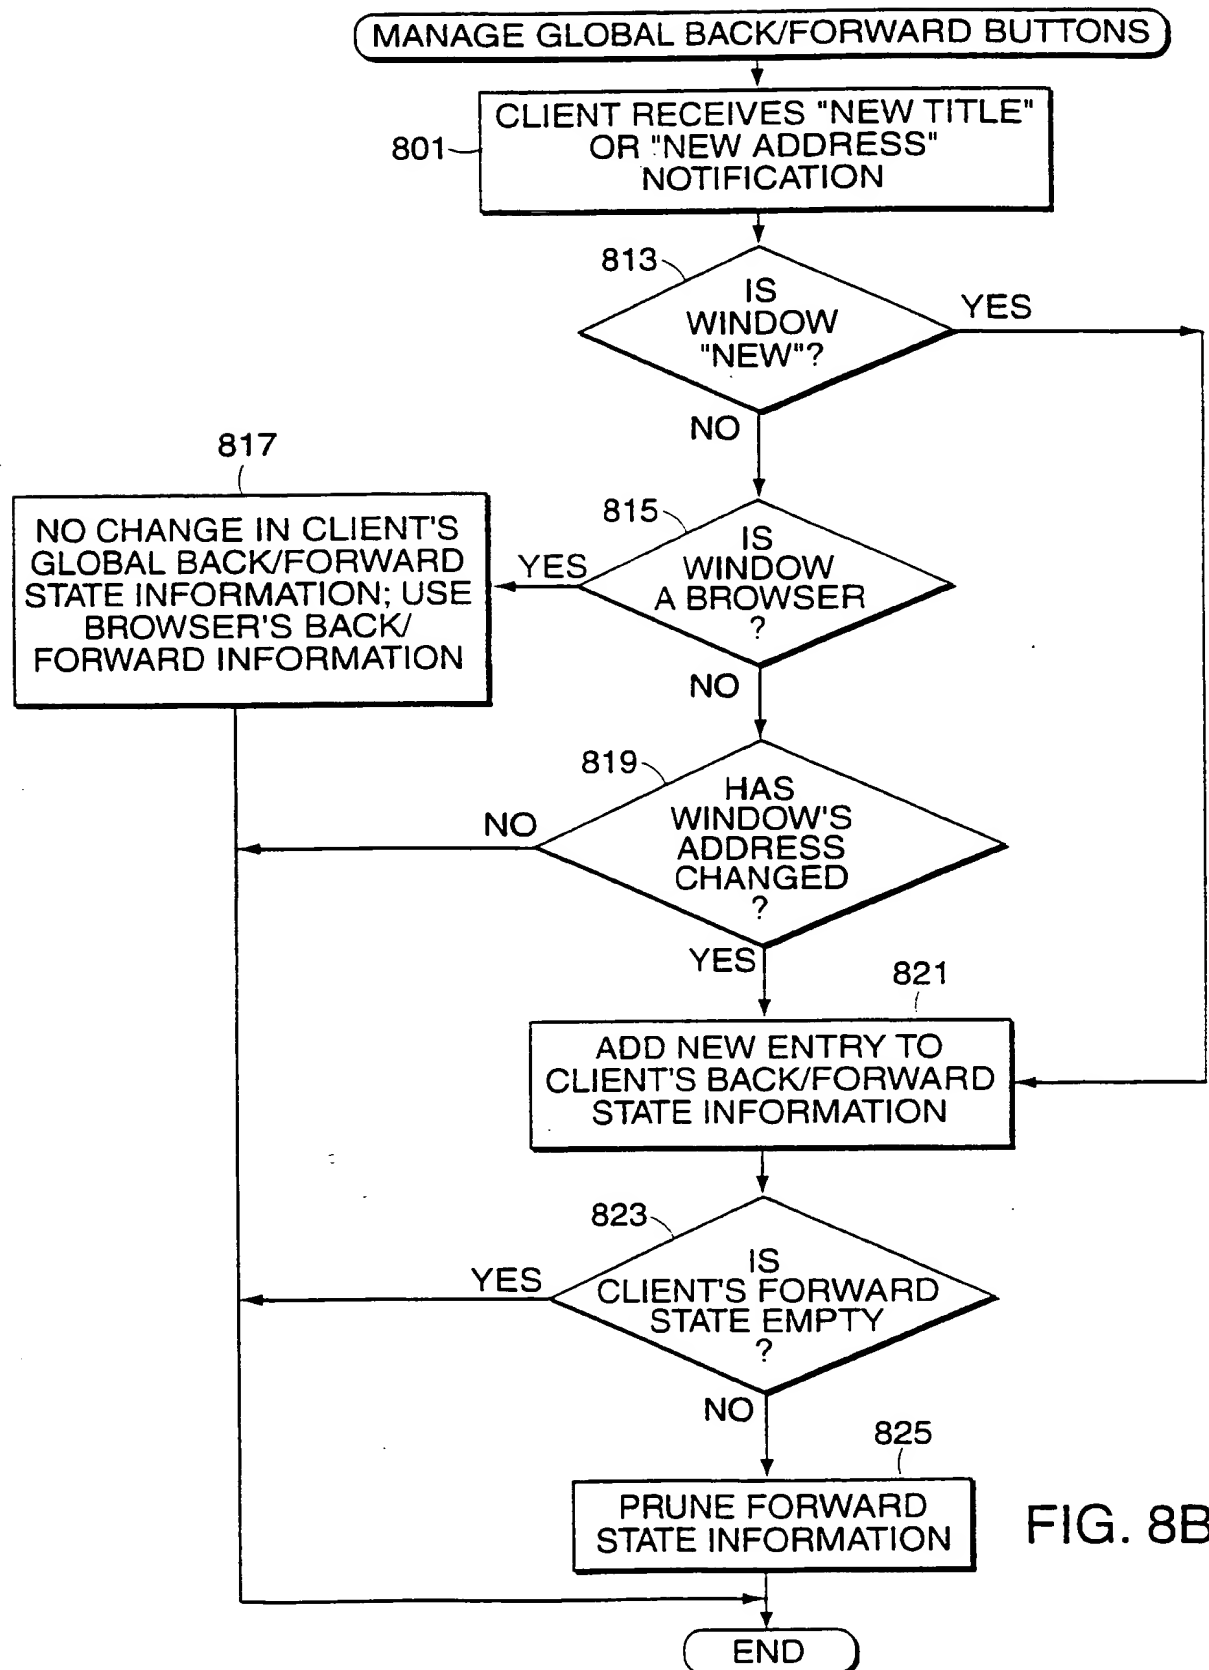 MANAGE GLOBAL BACK/FORWARD BUTTONS
801
CLIENT RECEIVES "NEW TITLE"
OR "NEW ADDRESS"
NOTIFICATION
813
IS
WINDOW
"NEW"?
YES
NO
817
NO CHANGE IN CLIENT'S
GLOBAL BACK/FORWARD
STATE INFORMATION; USE
BROWSER'S BACK/
FORWARD INFORMATION
815
IS
WINDOW
A BROWSER
?
YES
NO
819
HAS
WINDOW'S
ADDRESS
CHANGED
?
NO
YES
821
ADD NEW ENTRY TO
CLIENT'S BACK/FORWARD
STATE INFORMATION
823
IS
CLIENT'S FORWARD
STATE EMPTY
?
YES
NO
825
PRUNE FORWARD
STATE INFORMATION
FIG. 8B
END